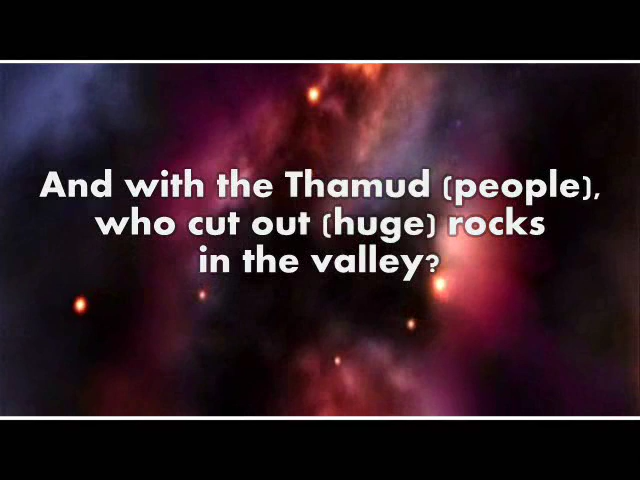 And with the Thamud (people),
who cut out (huge) rocks
in the valley?